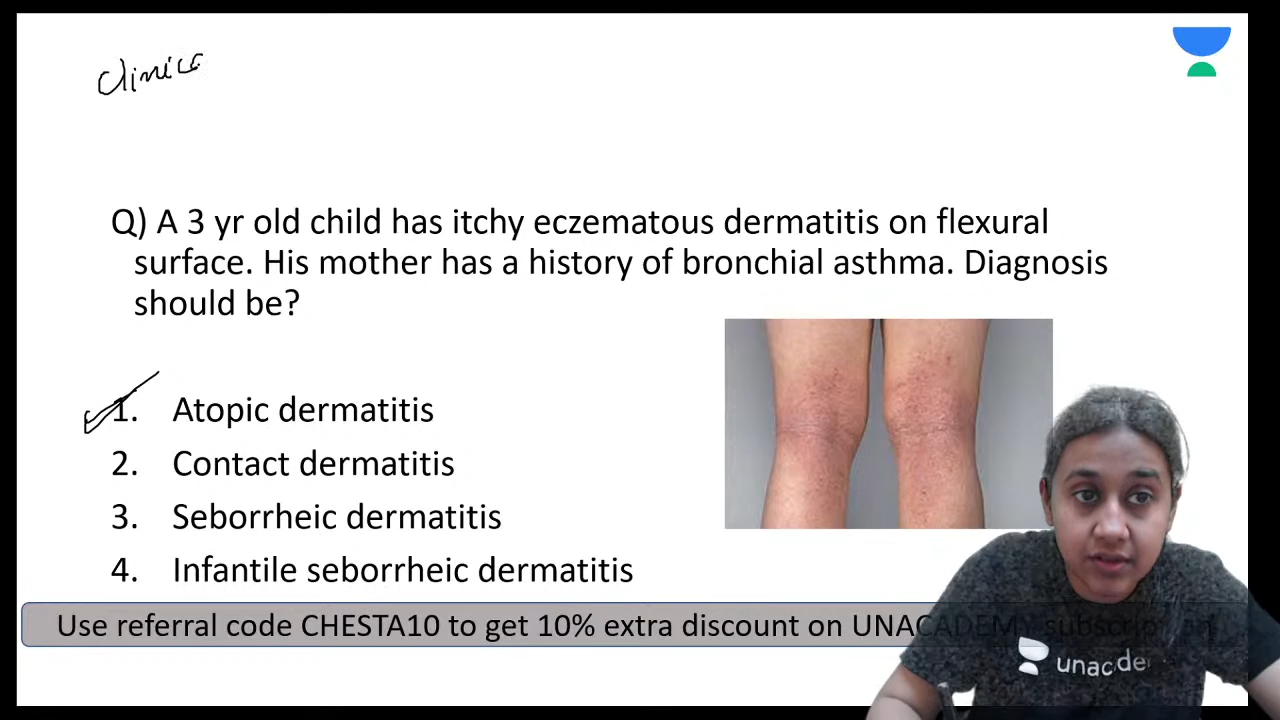 clinica
Q) A 3 yr old child has itchy eczematous dermatitis on flexural
surface. His mother has a history of bronchial asthma. Diagnosis
should be?
1. Atopic dermatitis
2. Contact dermatitis
3. Seborrheic dermatitis
4. Infantile seborrheic dermatitis
Use referral code CHESTA10 to get 10% extra discount on UNACADEMY subscription
unacade